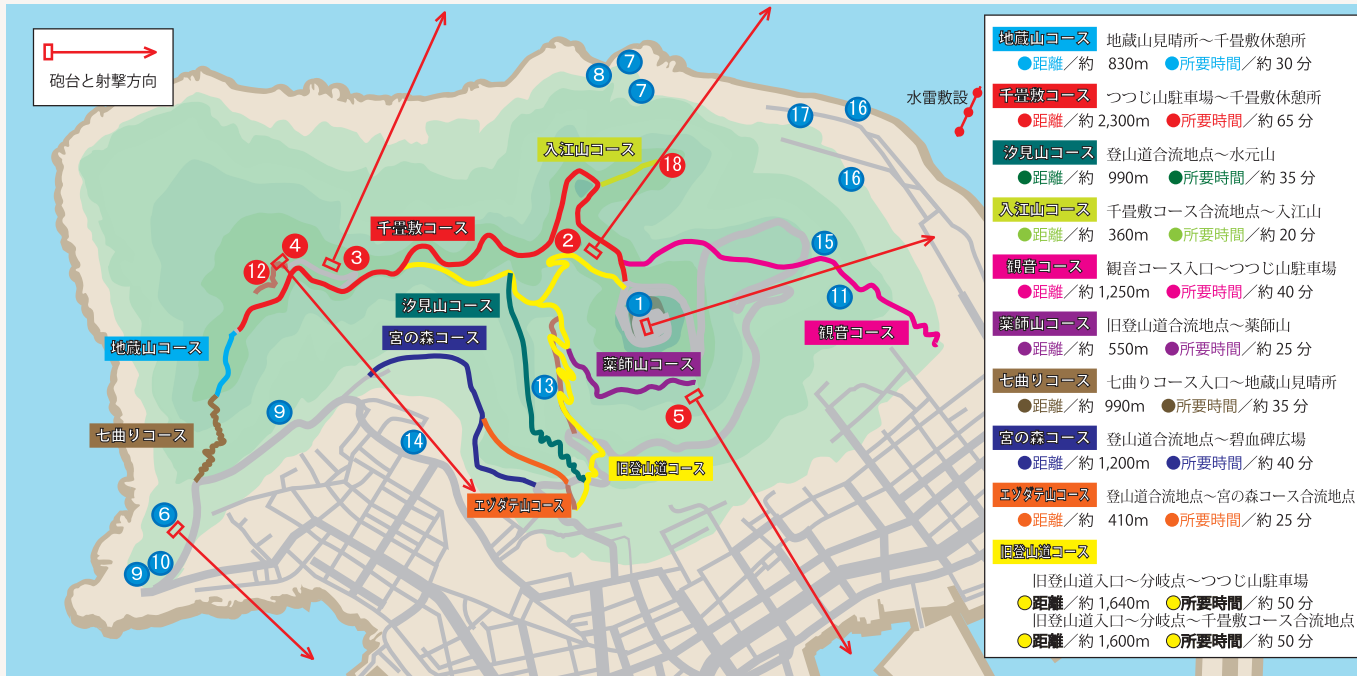 砲台と射撃方向
水雷敷設
8
7
7
17
16
16
入江山コース
18
千畳敷コース
2
4
3
12
15
汐見山コース
1
11
宮の森コース
観音コース
地蔵山コース
薬師山コース
13
9
5
七曲りコース
14
旧登山道コース
エゾダテ山コース
6
10
9
地蔵山コース 地蔵山見晴所～千畳敷休憩所
●距離／約 830m ●所要時間／約 30 分
千畳敷コース つつじ山駐車場～千畳敷休憩所
●距離／約 2,300m ●所要時間／約 65 分
汐見山コース 登山道合流地点～水元山
●距離／約 990m ●所要時間／約 35 分
入江山コース 千畳敷コース合流地点～入江山
●距離／約 360m ●所要時間／約 20 分
観音コース 観音コース入口～つつじ山駐車場
●距離／約 1,250m ●所要時間／約 40 分
薬師山コース 旧登山道合流地点～薬師山
●距離／約 550m ●所要時間／約 25 分
七曲りコース 七曲りコース入口～地蔵山見晴所
●距離／約 990m ●所要時間／約 35 分
宮の森コース 登山道合流地点～碧血碑広場
●距離／約 1,200m ●所要時間／約 40 分
エゾダテ山コース 登山道合流地点～宮の森コース合流地点
●距離／約 410m ●所要時間／約 25 分
旧登山道コース
旧登山道入口～分岐点～つつじ山駐車場
●距離／約 1,640m ●所要時間／約 50 分
旧登山道入口～分岐点～千畳敷コース合流地点
●距離／約 1,600m ●所要時間／約 50 分